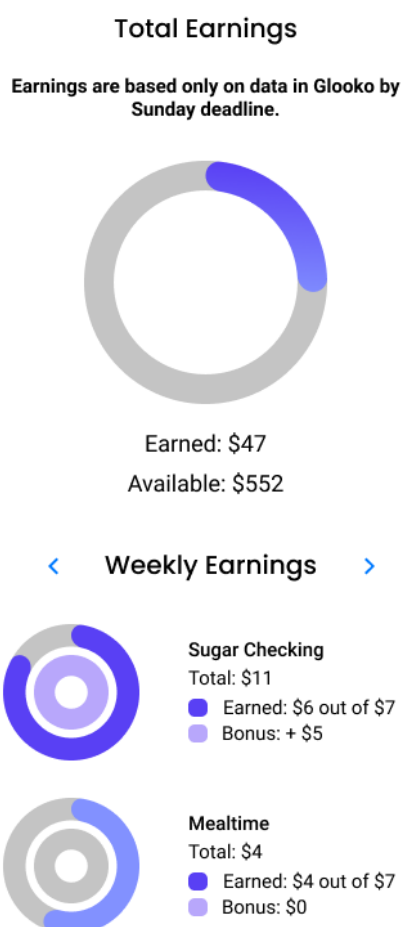 Total Earnings
Earnings are based only on data in Glooko by
Sunday deadline.
Earned: $47
Available: $552
Weekly Earnings
Sugar Checking
Total: $11
Earned: $6 out of $7
Bonus: + $5
Mealtime
Total: $4
Earned: $4 out of $7
Bonus: $0